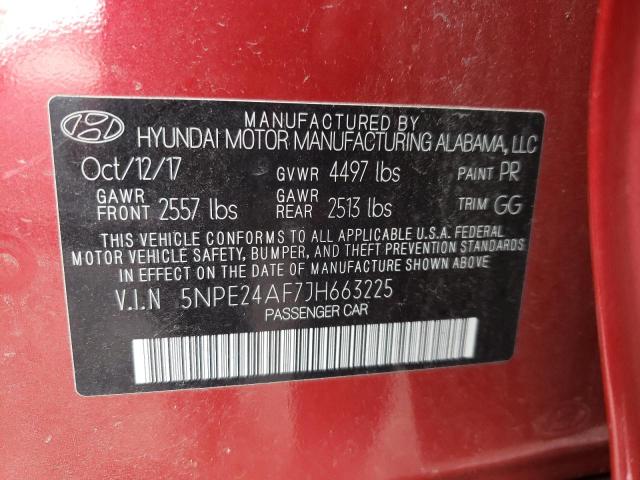 MANUFACTURED BY
HYUNDAI MOTOR MANUFACTURING ALABAMA, LLC
Oct/12/17 GVWR 4497 lbs PAINT PR
GAWR FRONT 2557 lbs GAWR REAR 2513 lbs TRIM GG
THIS VEHICLE CONFORMS TO ALL APPLICABLE U.S.A. FEDERAL
MOTOR VEHICLE SAFETY, BUMPER, AND THEFT PREVENTION STANDARDS
IN EFFECT ON THE DATE OF MANUFACTURE SHOWN ABOVE.
V.I.N 5NPE24AF7JH663225
PASSENGER CAR